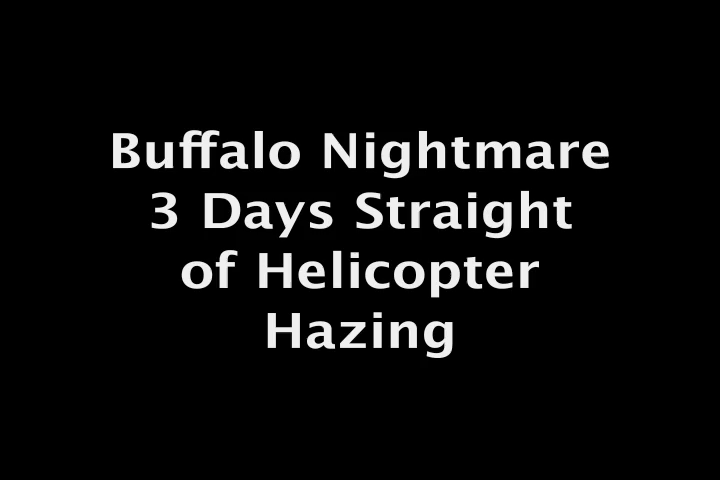 Buffalo Nightmare
3 Days Straight
of Helicopter
Hazing